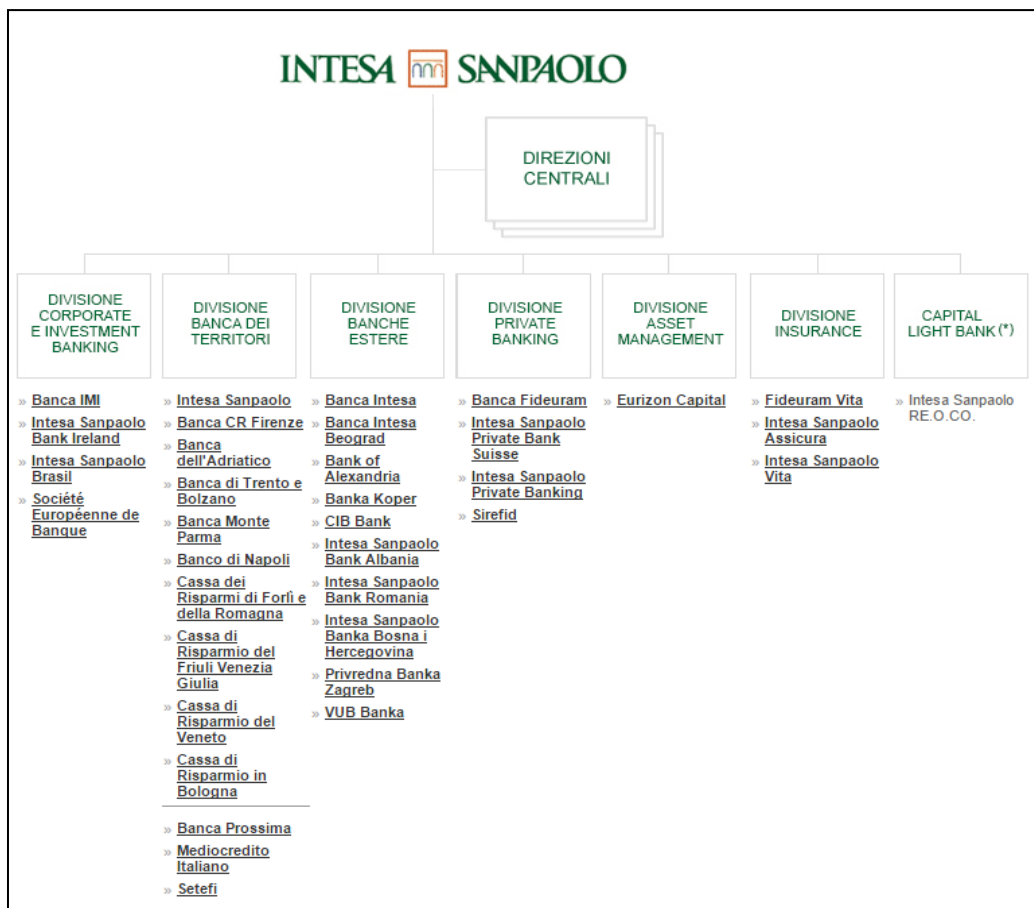 INTESA SANPAOLO
DIREZIONI
CENTRALI
DIVISIONE
CORPORATE
E INVESTMENT
BANKING
» Banca IMI
» Intesa Sanpaolo
Bank Ireland
» Intesa Sanpaolo
Brasil
» Société
Européenne de
Banque
DIVISIONE
BANCA DEI
TERRITORI
» Intesa Sanpaolo
» Banca CR Firenze
» Banca
dell'Adriatico
» Banca di Trento e
Bolzano
» Banca Monte
Parma
» Banco di Napoli
» Cassa dei
Risparmi di Forlì e
della Romagna
» Cassa di
Risparmio del
Friuli Venezia
Giulia
» Cassa di
Risparmio del
Veneto
» Cassa di
Risparmio in
Bologna
» Banca Prossima
» Mediocredito
Italiano
» Setefi
DIVISIONE
BANCHE
ESTERE
» Banca Intesa
» Banca Intesa
Beograd
» Bank of
Alexandria
» Banka Koper
» CIB Bank
» Intesa Sanpaolo
Bank Albania
» Intesa Sanpaolo
Bank Romania
» Intesa Sanpaolo
Banka Bosna i
Hercegovina
» Privredna Banka
Zagreb
» VUB Banka
DIVISIONE
PRIVATE
BANKING
» Banca Fideuram
» Intesa Sanpaolo
Private Bank
Suisse
» Intesa Sanpaolo
Private Banking
» Sirefid
DIVISIONE
ASSET
MANAGEMENT
» Eurizon Capital
DIVISIONE
INSURANCE
» Fideuram Vita
» Intesa Sanpaolo
Assicura
» Intesa Sanpaolo
Vita
CAPITAL
LIGHT BANK (*)
» Intesa Sanpaolo
RE.O.CO.